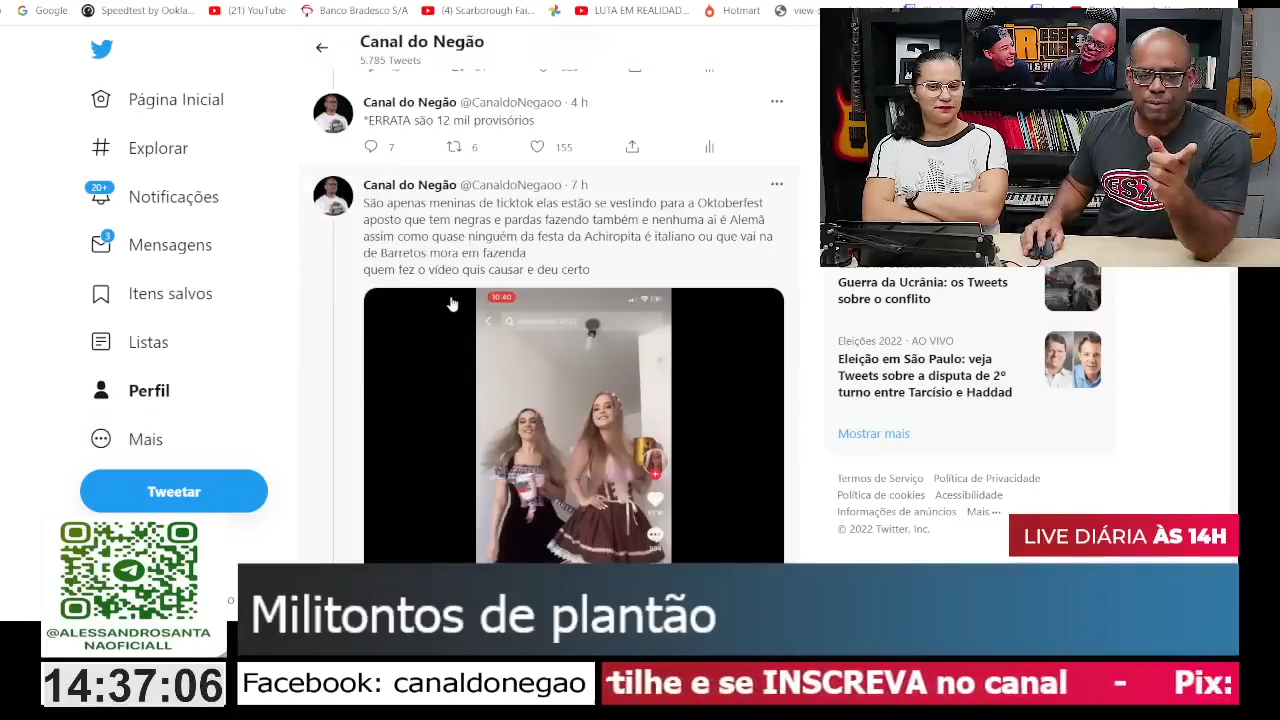 Google
Speedtest by Ookla...
(21) YouTube
Banco Bradesco S/A
(4) Scarborough Fai...
LUTA EM REALIDAD...
Hotmart
view-
Canal do Negão
5.785 Tweets
Página Inicial
Explorar
20+
Notificações
3
Mensagens
Itens salvos
Listas
Perfil
Mais
Tweetar
Canal do Negão @CanaldoNegaoo · 4 h
*ERRATA são 12 mil provisórios
7 6 155
Canal do Negão @CanaldoNegaoo · 7 h
São apenas meninas de ticktok elas estão se vestindo para a Oktoberfest
aposto que tem negras e pardas fazendo também e nenhuma ai é Alemã
assim como quase ninguém da festa da Achiropita é italiano ou que vai na
de Barretos mora em fazenda
quem fez o vídeo quis causar e deu certo
10:40
Guerra da Ucrânia: os Tweets
sobre o conflito
Eleições 2022 · AO VIVO
Eleição em São Paulo: veja
Tweets sobre a disputa de 2º
turno entre Tarcísio e Haddad
Mostrar mais
Termos de Serviço Política de Privacidade
Política de cookies Acessibilidade
Informações de anúncios Mais ···
© 2022 Twitter, Inc.
LIVE DIÁRIA ÀS 14H
@ALESSANDROSANTA
NAOFICIALL
Militontos de plantão
14:37:06
Facebook: canaldonegao
tilhe e se INSCREVA no canal - Pix: